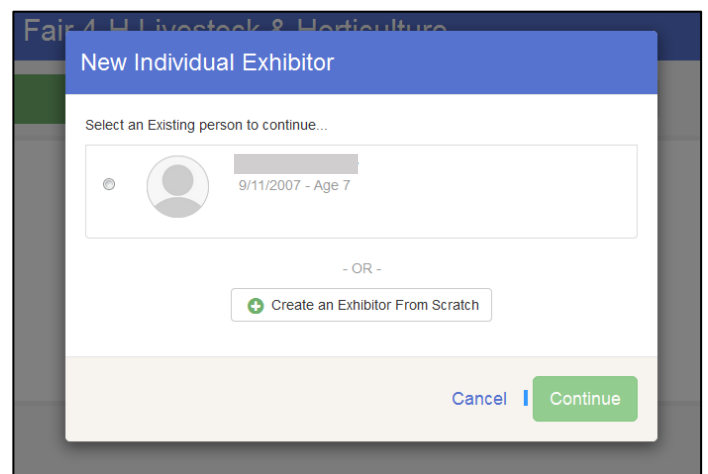 Fair 4-H Livestock & Horticulture
New Individual Exhibitor
Select an Existing person to continue...
9/11/2007 - Age 7
- OR -
Create an Exhibitor From Scratch
Cancel
Continue